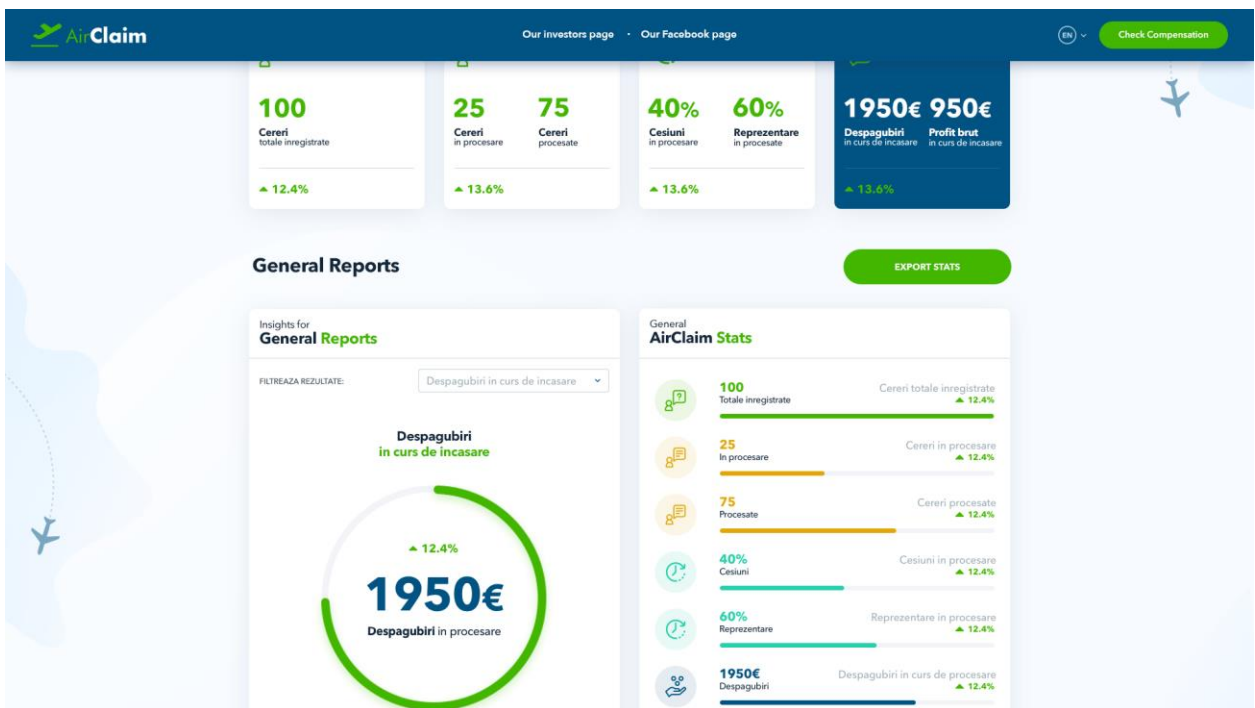 AirClaim
Our investors page · Our Facebook page
EN
Check Compensation
100
Cereri
totale inregistrate
12.4%
25
Cereri
in procesare
75
Cereri
procesate
13.6%
40%
Cesiuni
in procesare
60%
Reprezentare
in procesate
13.6%
1950€
Despagubiri
in curs de incasare
950€
Profit brut
in curs de incasare
13.6%
General Reports
EXPORT STATS
Insights for
General Reports
FILTREAZA REZULTATE:
Despagubiri in curs de incasare
Despagubiri
in curs de incasare
12.4%
1950€
Despagubiri in procesare
General
AirClaim Stats
100
Totale inregistrate
Cereri totale inregistrate
12.4%
25
In procesare
Cereri in procesare
12.4%
75
Procesate
Cereri procesate
12.4%
40%
Cesiuni
Cesiuni in procesare
12.4%
60%
Reprezentare
Reprezentare in procesare
12.4%
1950€
Despagubiri
Despagubiri in curs de procesare
12.4%